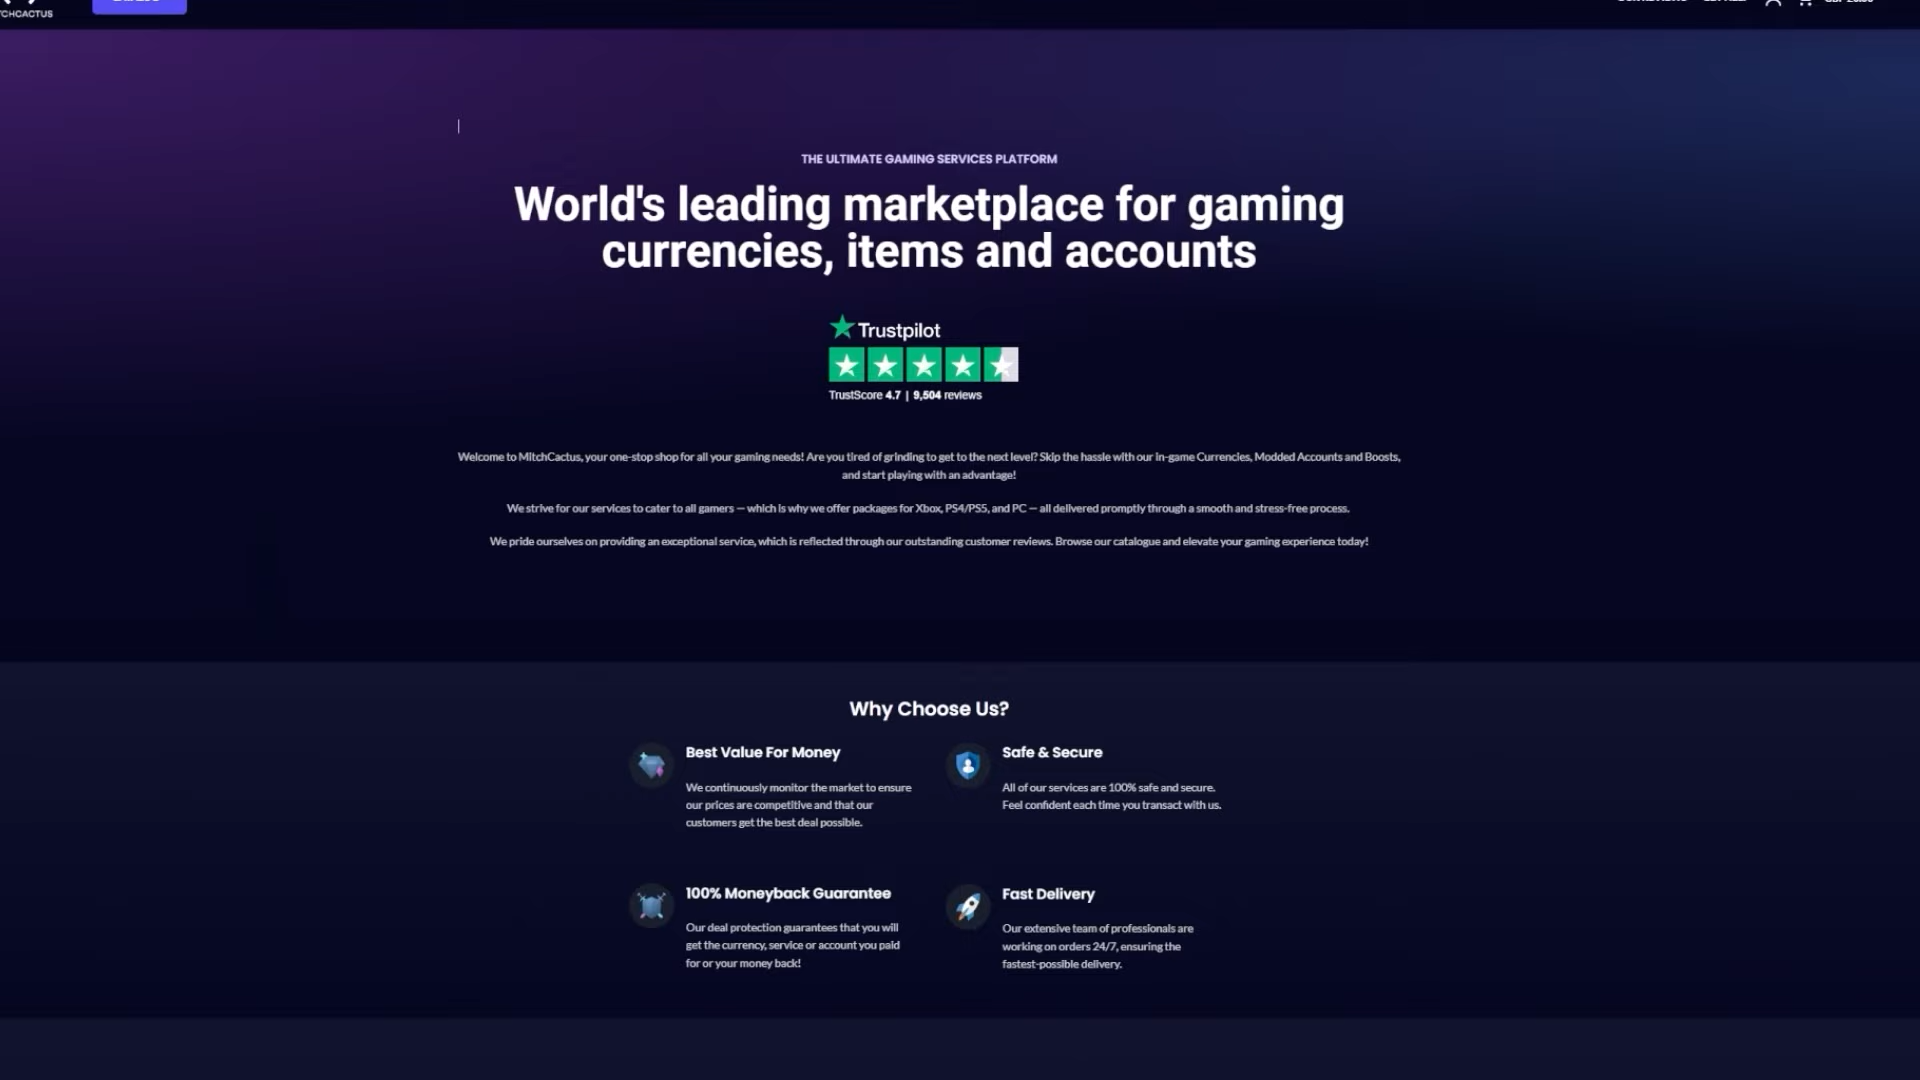 TCHCACTUS
THE ULTIMATE GAMING SERVICES PLATFORM
World's leading marketplace for gaming
currencies, items and accounts
Trustpilot
TrustScore 4.7 | 9,504 reviews
Welcome to MitchCactus, your one-stop shop for all your gaming needs! Are you tired of grinding to get to the next level? Skip the hassle with our in-game Currencies, Modded Accounts and Boosts,
and start playing with an advantage!
We strive for our services to cater to all gamers — which is why we offer packages for Xbox, PS4/PS5, and PC — all delivered promptly through a smooth and stress-free process.
We pride ourselves on providing an exceptional service, which is reflected through our outstanding customer reviews. Browse our catalogue and elevate your gaming experience today!
Why Choose Us?
Best Value For Money
We continuously monitor the market to ensure
our prices are competitive and that our
customers get the best deal possible.
Safe & Secure
All of our services are 100% safe and secure.
Feel confident each time you transact with us.
100% Moneyback Guarantee
Our deal protection guarantees that you will
get the currency, service or account you paid
for or your money back!
Fast Delivery
Our extensive team of professionals are
working on orders 24/7, ensuring the
fastest-possible delivery.